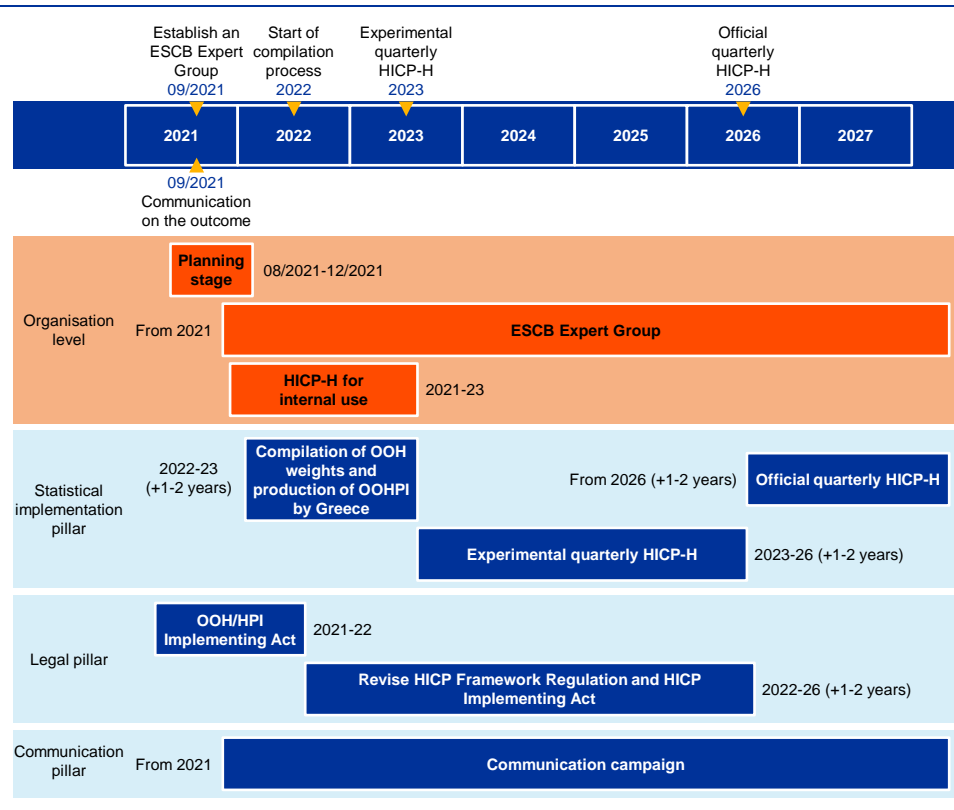 Establish an
ESCB Expert
Group
09/2021
Start of
compilation
process
2022
Experimental
quarterly
HICP-H
2023
Official
quarterly
HICP-H
2026
2021
2022
2023
2024
2025
2026
2027
09/2021
Communication
on the outcome
Organisation
level
Planning
stage
08/2021-12/2021
From 2021
ESCB Expert Group
HICP-H for
internal use
2021-23
Statistical
implementation
pillar
2022-23
(+1-2 years)
Compilation of OOH
weights and
production of OOHPI
by Greece
From 2026 (+1-2 years)
Official quarterly HICP-H
Experimental quarterly HICP-H
2023-26 (+1-2 years)
Legal pillar
OOH/HPI
Implementing Act
2021-22
Revise HICP Framework Regulation and HICP
Implementing Act
2022-26 (+1-2 years)
Communication
pillar
From 2021
Communication campaign